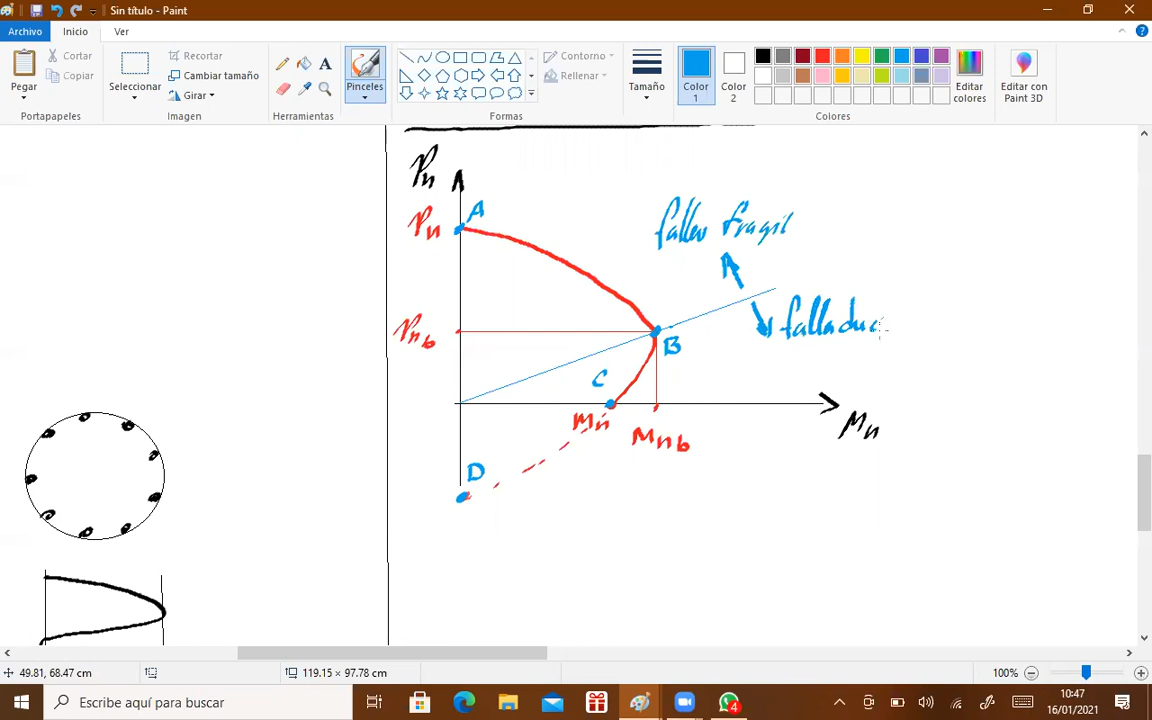 Sin título - Paint
Archivo
Inicio
Ver
Pegar
Cortar
Copiar
Portapapeles
Seleccionar
Recortar
Cambiar tamaño
Girar
Imagen
Herramientas
Pinceles
Formas
Contorno
Rellenar
Tamaño
Color 1
Color 2
Editar colores
Colores
Editar con Paint 3D
Pn
Pn
A
falla fragil
falla duc
Pnb
B
C
Mn
Mnb
Mn
D
49.81, 68.47 cm
119.15 × 97.78 cm
100%
Escribe aquí para buscar
4
10:47
16/01/2021